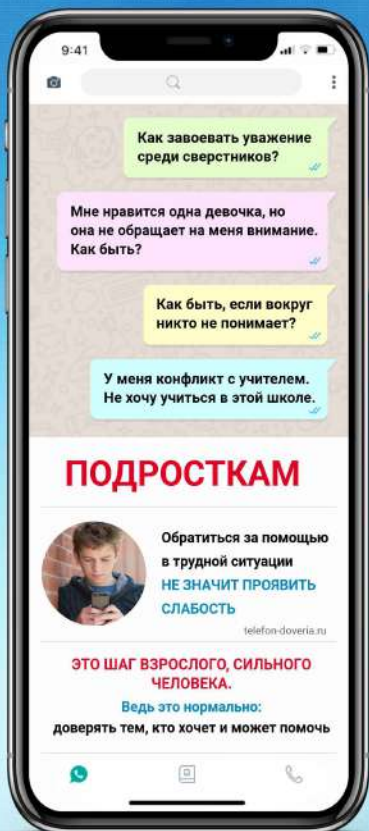 9:41
Как завоевать уважение
среди сверстников?
Мне нравится одна девочка, но
она не обращает на меня внимание.
Как быть?
Как быть, если вокруг
никто не понимает?
У меня конфликт с учителем.
Не хочу учиться в этой школе.
ПОДРОСТКАМ
Обратиться за помощью
в трудной ситуации
НЕ ЗНАЧИТ ПРОЯВИТЬ
СЛАБОСТЬ
telefon-doveria.ru
ЭТО ШАГ ВЗРОСЛОГО, СИЛЬНОГО
ЧЕЛОВЕКА.
Ведь это нормально:
доверять тем, кто хочет и может помочь